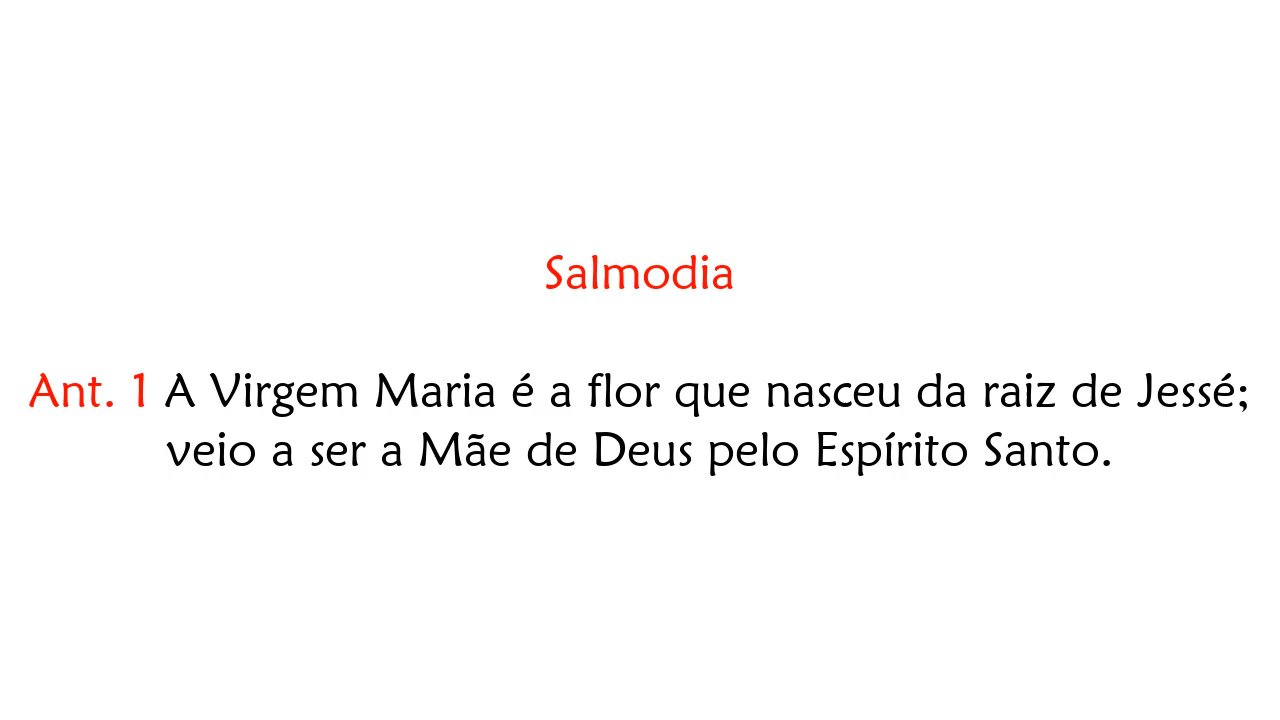 Salmodia
Ant. 1 A Virgem Maria é a flor que nasceu da raiz de Jessé;
veio a ser a Mãe de Deus pelo Espírito Santo.